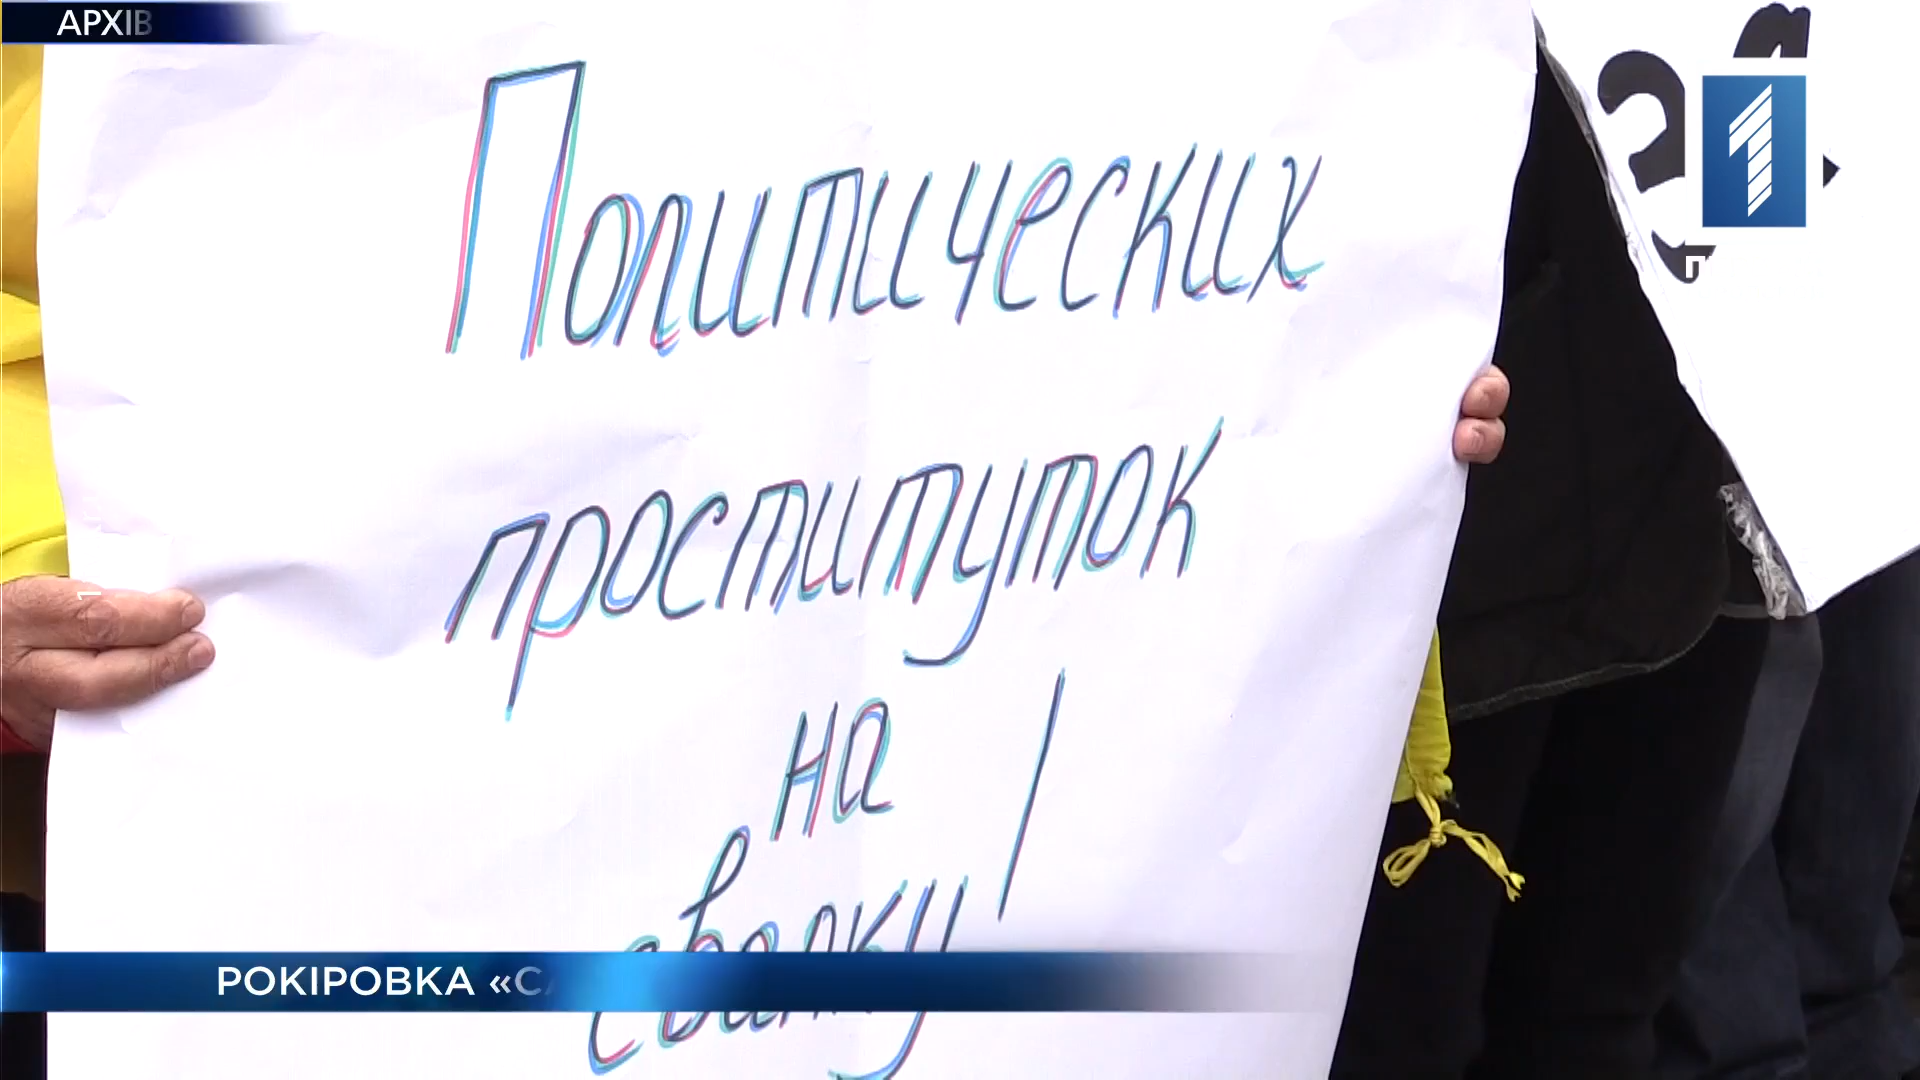 АРХІВ
Политических
проституток
на
свалку!
РОКІРОВКА «С